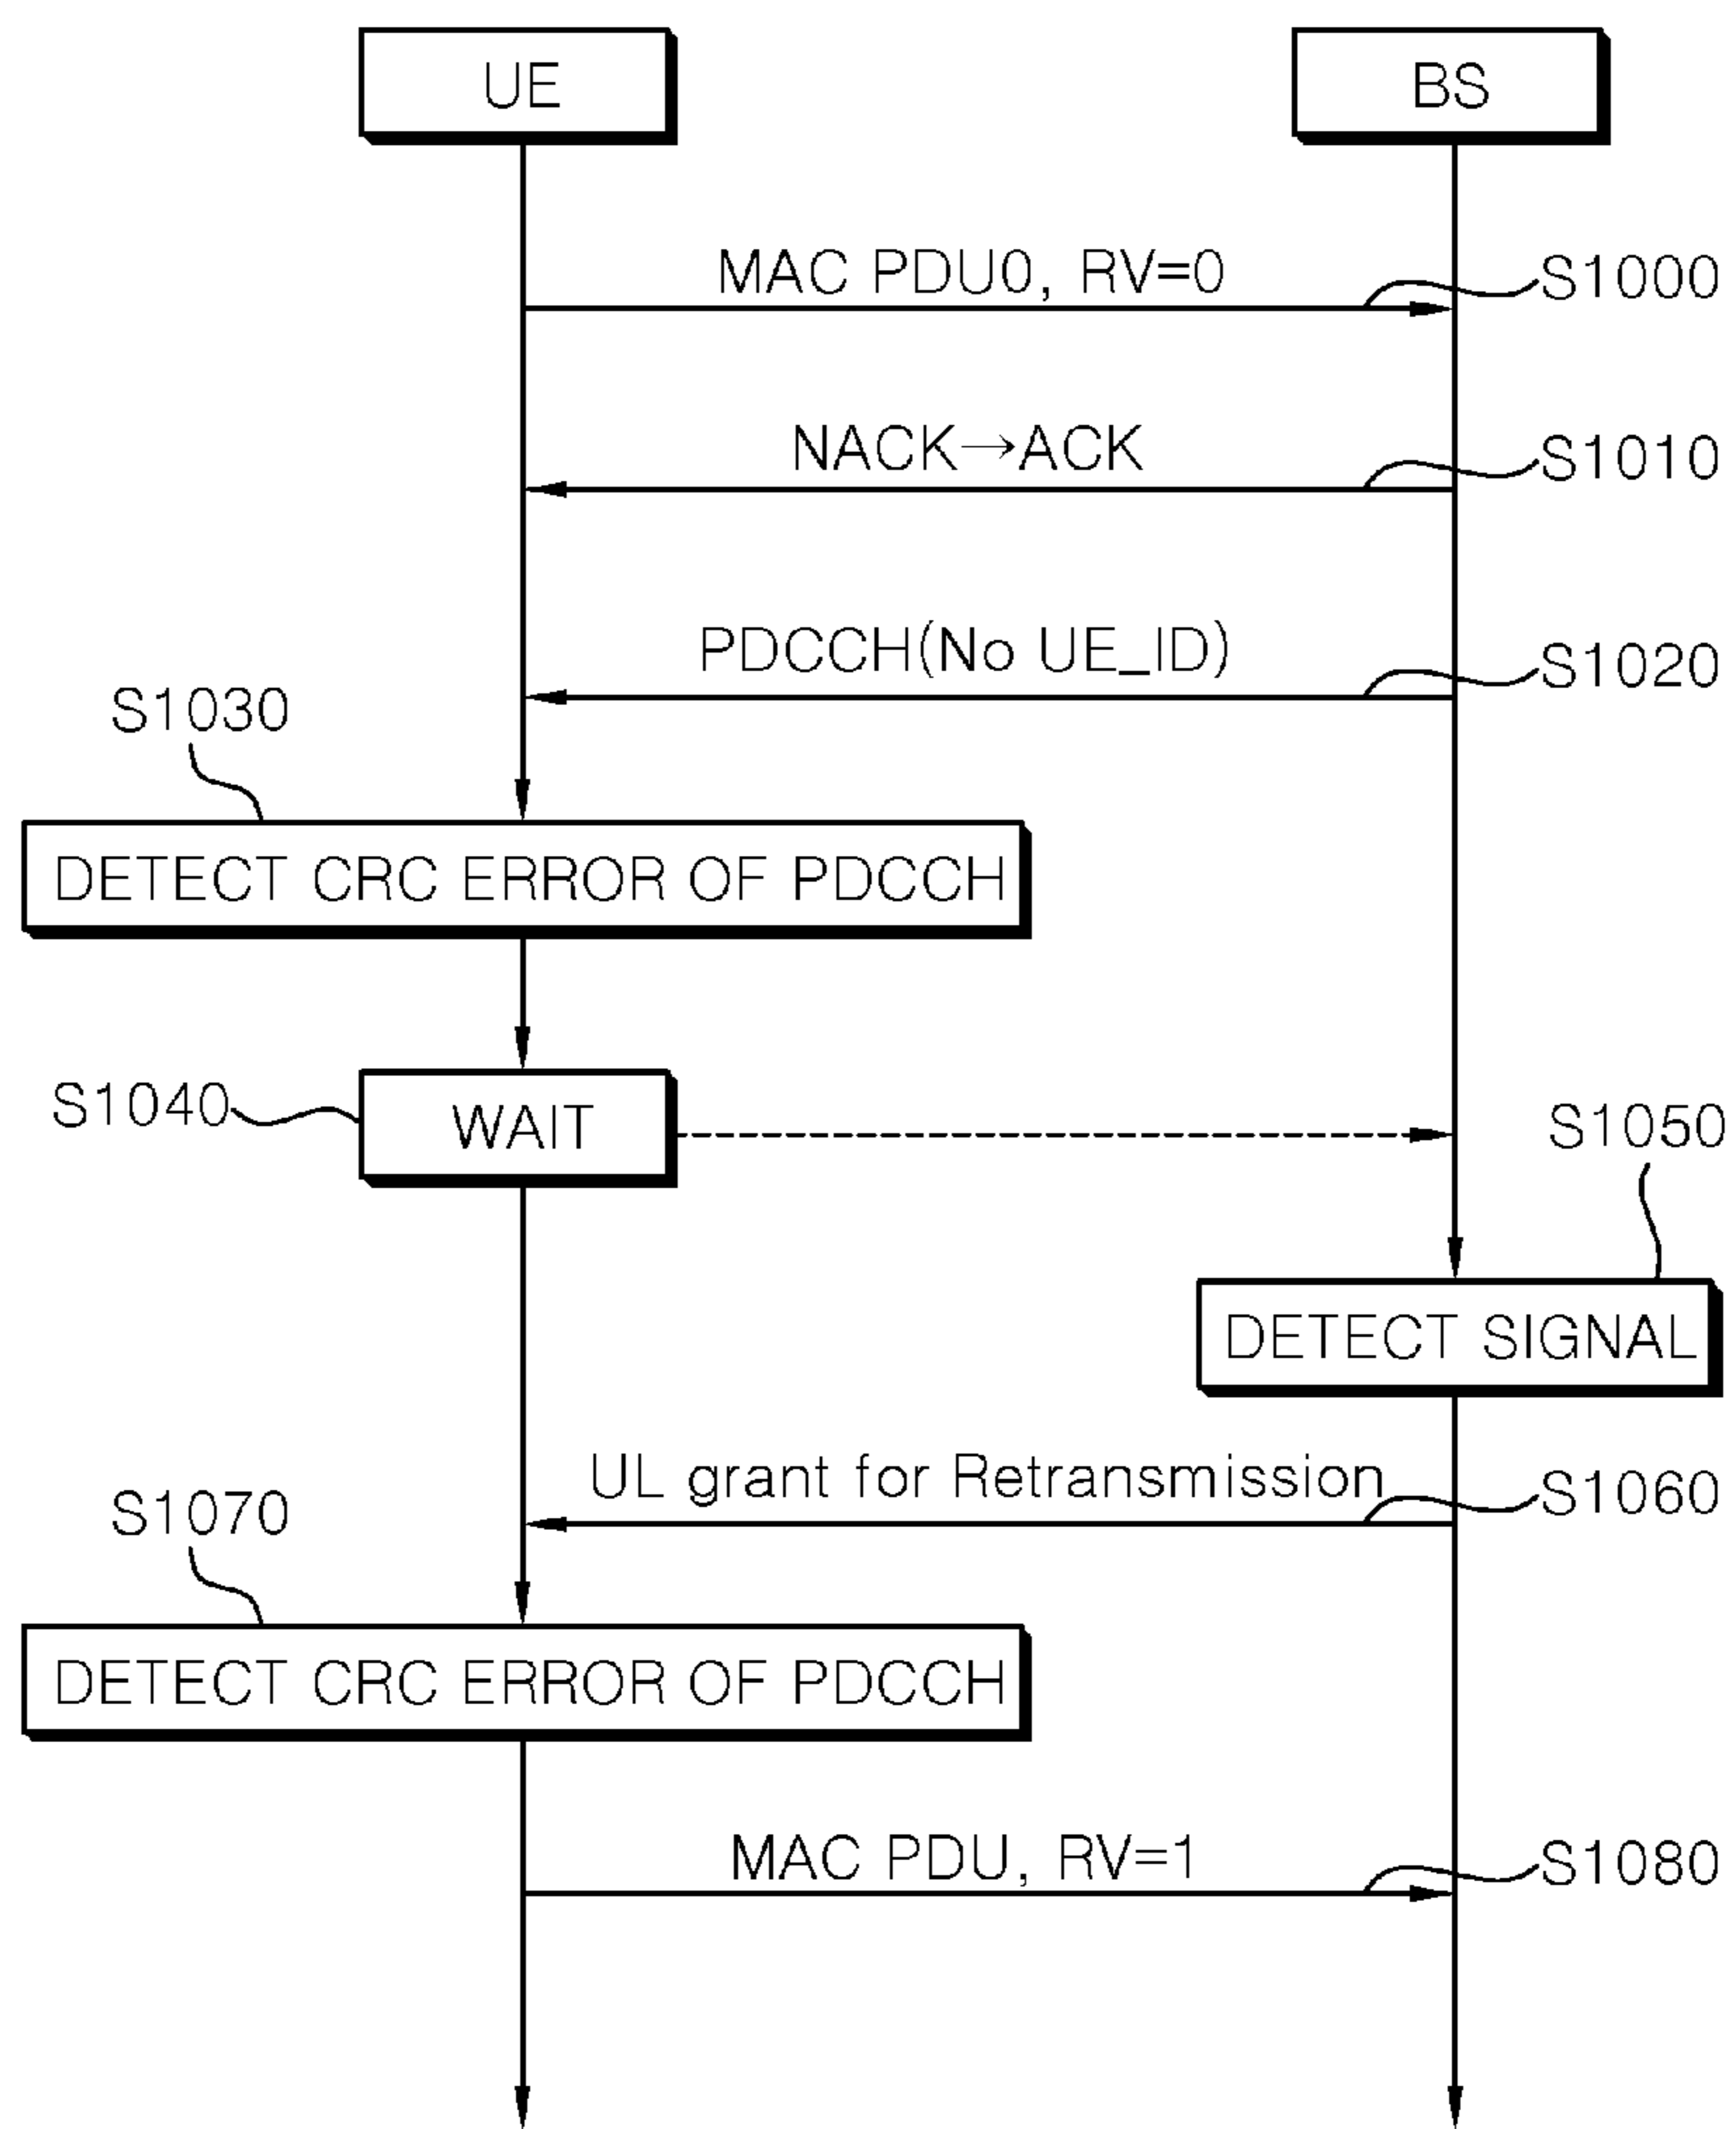 UE
BS
MAC PDU0, RV=0
S1000
NACK→ACK
S1010
PDCCH(No UE_ID)
S1020
S1030
DETECT CRC ERROR OF PDCCH
S1040
WAIT
S1050
DETECT SIGNAL
UL grant for Retransmission
S1060
S1070
DETECT CRC ERROR OF PDCCH
MAC PDU, RV=1
S1080